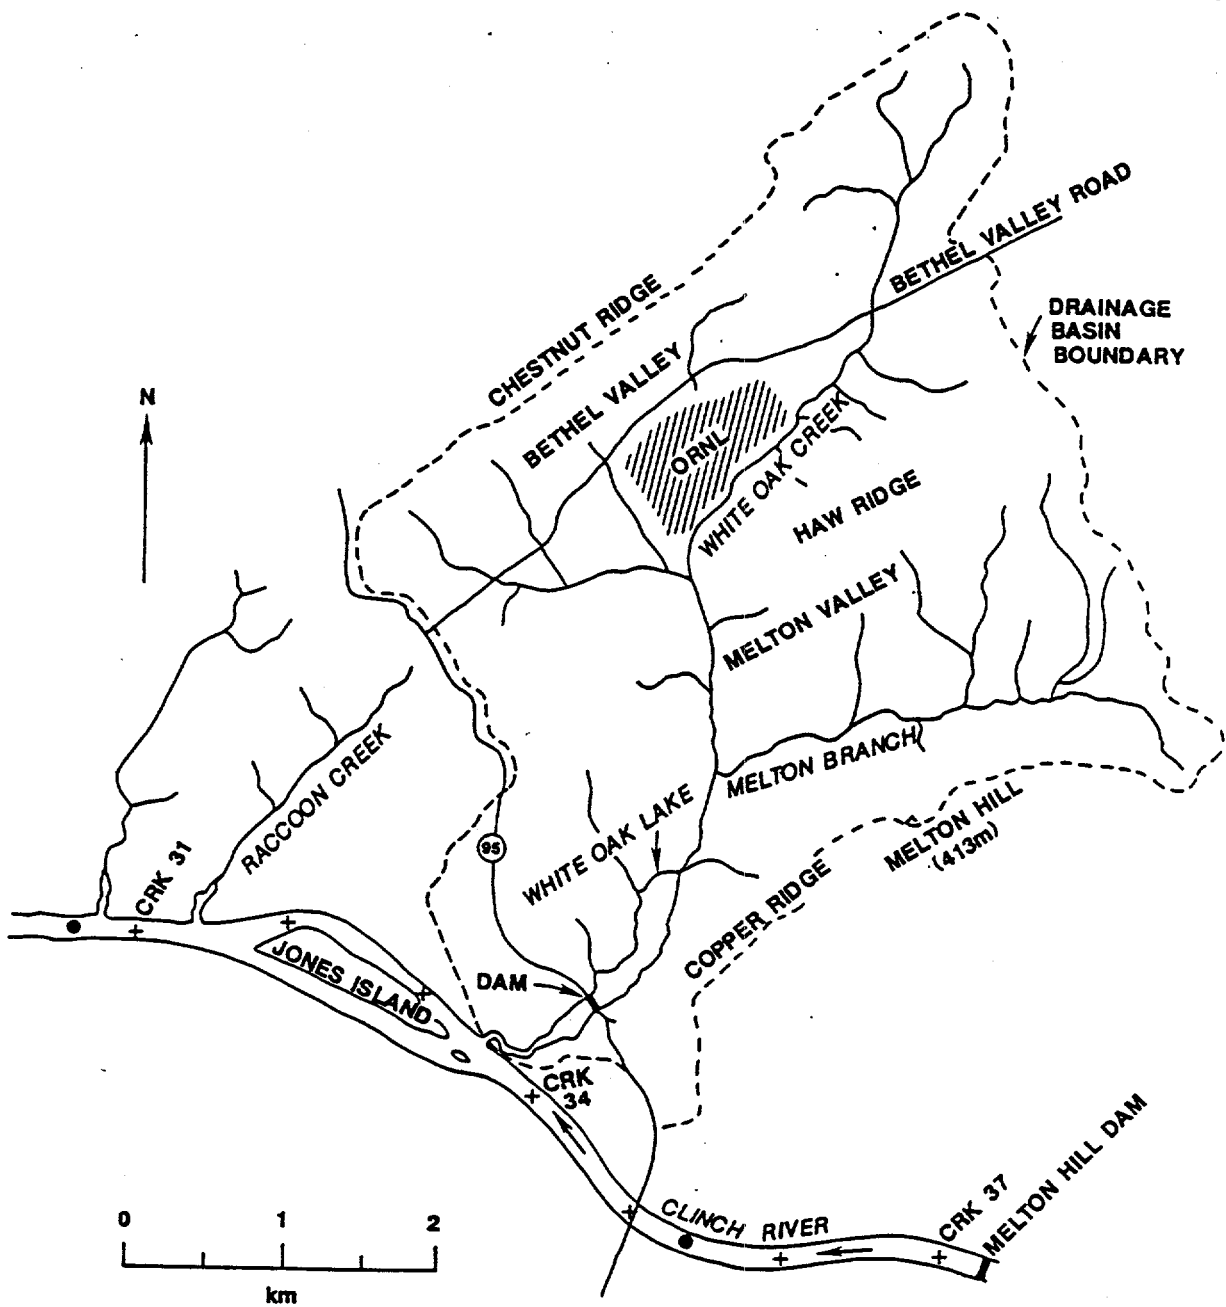 BETHEL VALLEY ROAD
CHESTNUT RIDGE
DRAINAGE
BASIN
BOUNDARY
BETHEL VALLEY
N
ORNL
WHITE OAK CREEK
HAW RIDGE
MELTON VALLEY
RACCOON CREEK
MELTON BRANCH
WHITE OAK LAKE
MELTON HILL
(413m)
95
CRK 31
COPPER RIDGE
JONES ISLAND
DAM
CRK
34
MELTON HILL DAM
CRK 37
CLINCH RIVER
0 1 2
km